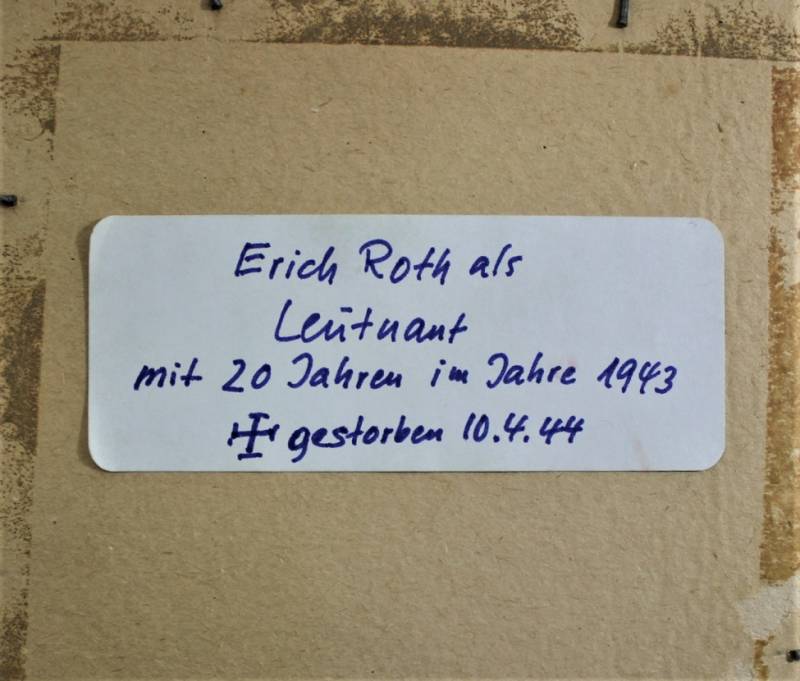 Erich Roth als
Leutnant
mit 20 Jahren im Jahre 1943
✠ gestorben 10.4.44